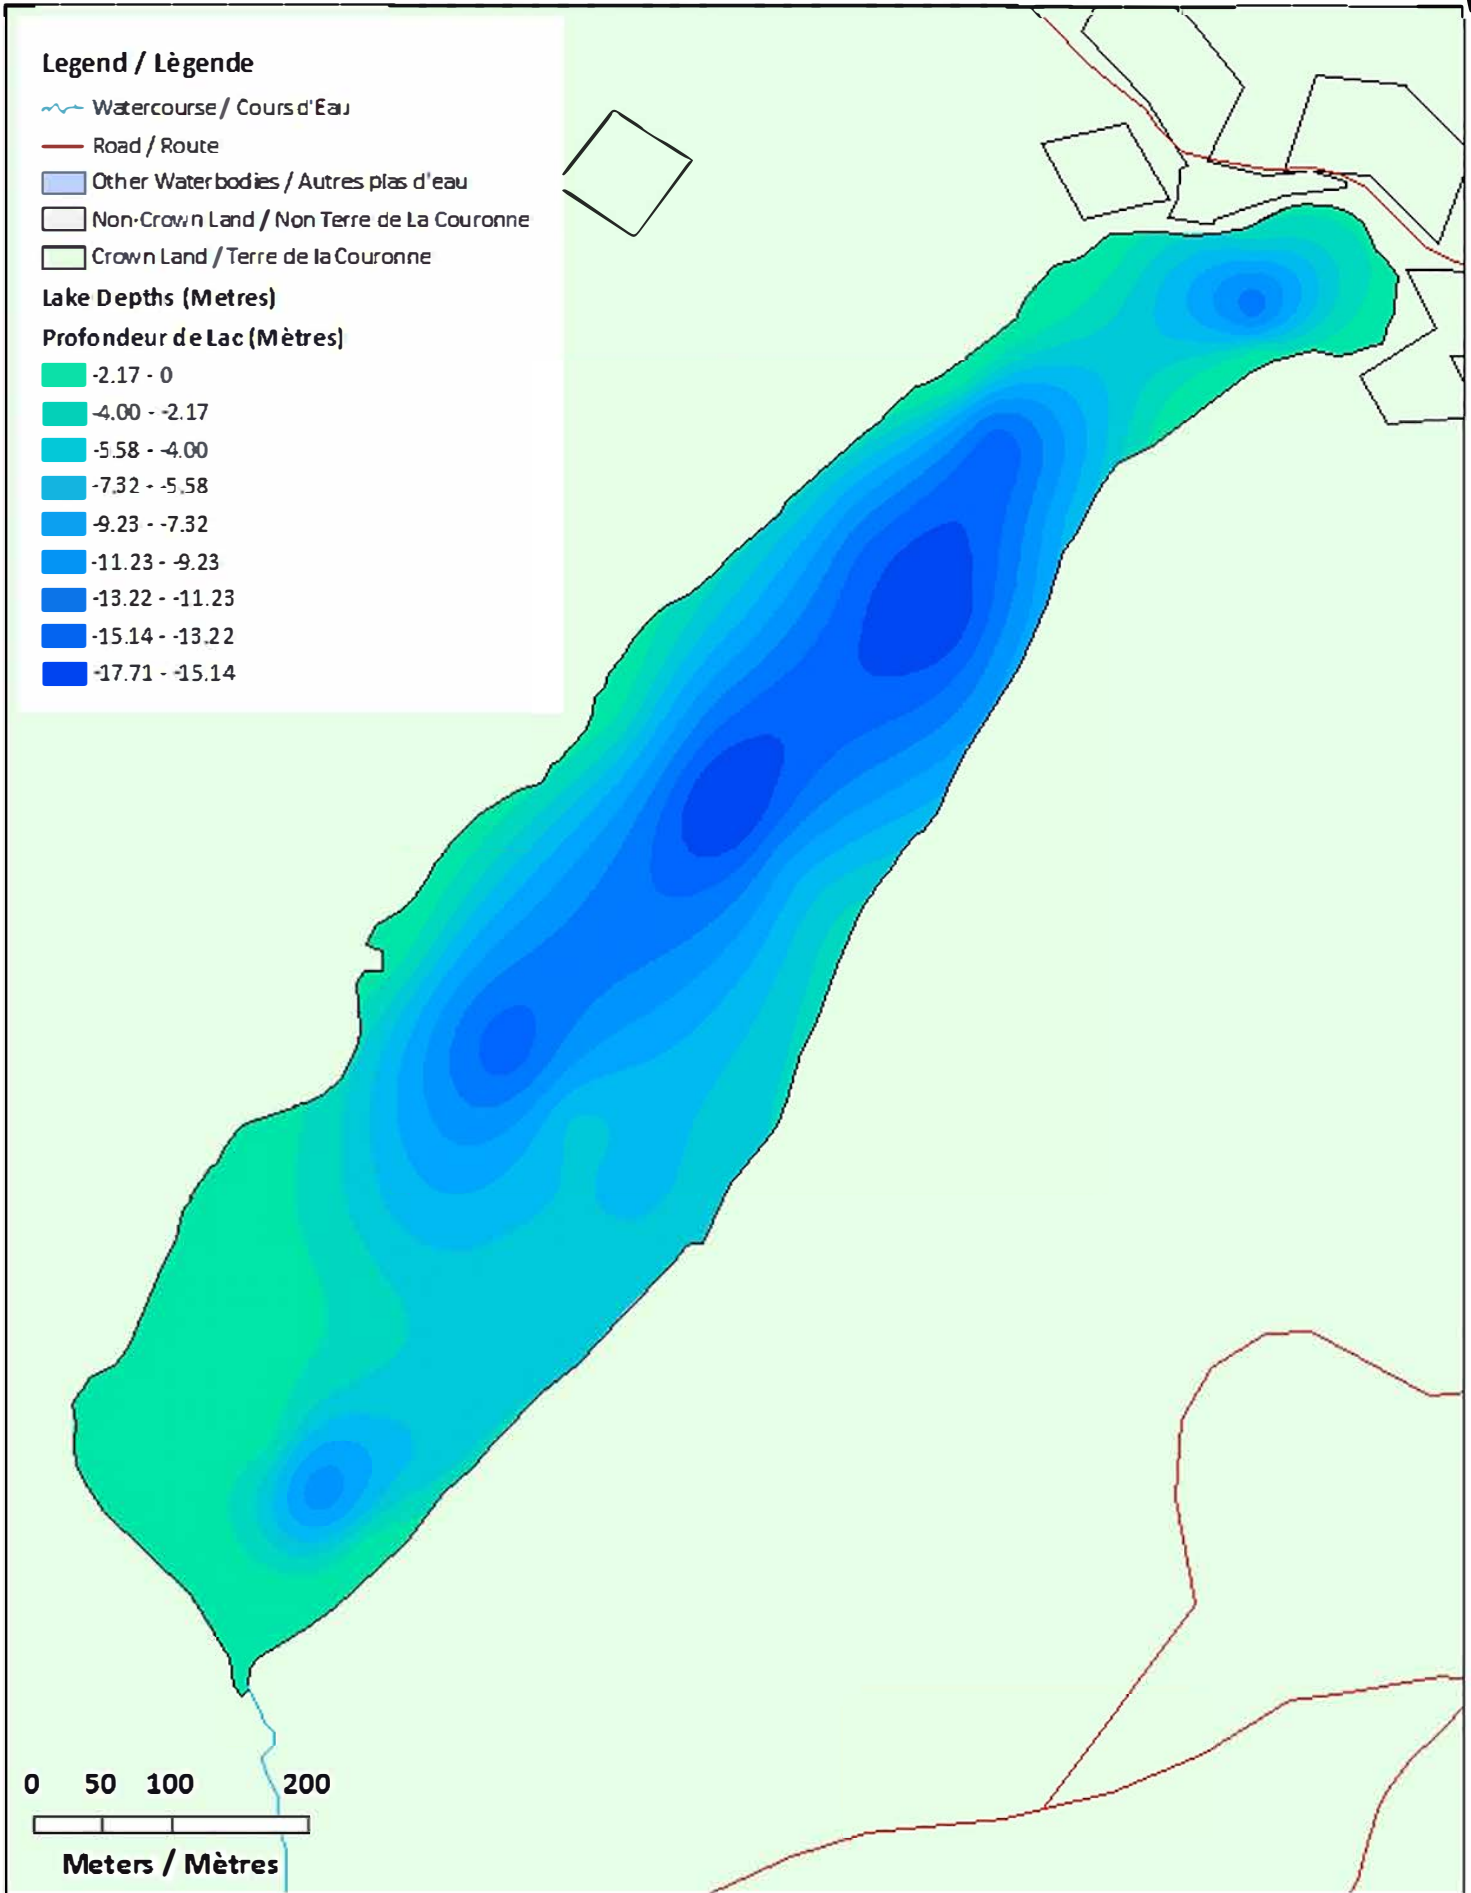 Legend / Lègende
Watercourse / Cours d'Eau
Road / Route
Other Waterbodies / Autres plas d'eau
Non-Crown Land / Non Terre de La Couronne
Crown Land / Terre de la Couronne
Lake Depths (Metres)
Profondeur de Lac (Mètres)
-2.17 - 0
-4.00 - -2.17
-5.58 - -4.00
-7.32 - -5.58
-9.23 - -7.32
-11.23 - -9.23
-13.22 - -11.23
-15.14 - -13.22
-17.71 - -15.14
0 50 100 200
Meters / Mètres